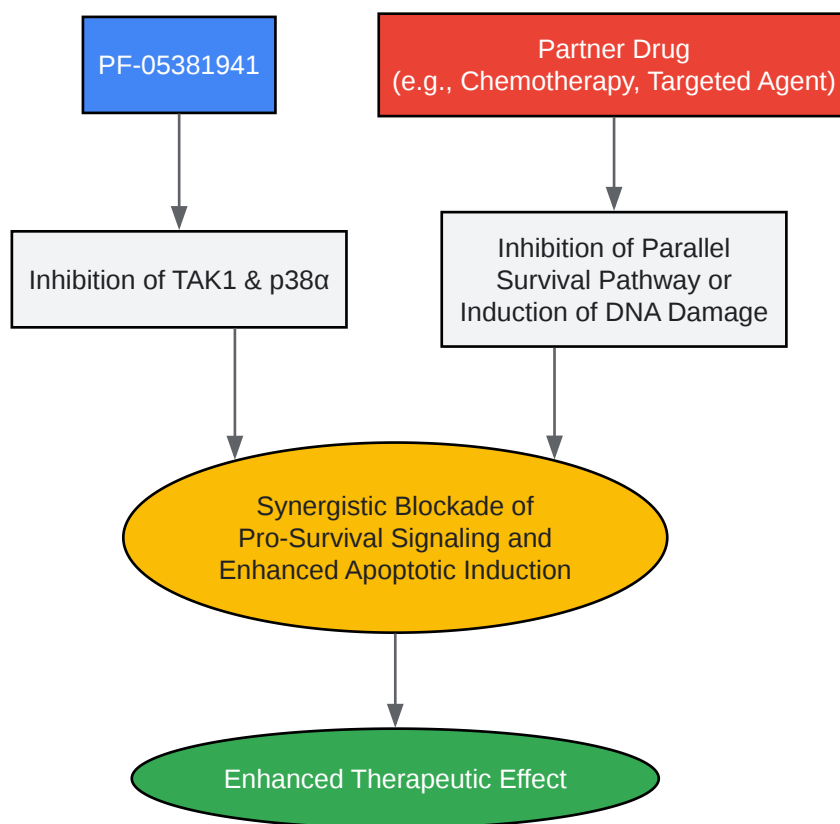 PF-05381941
Partner Drug
(e.g., Chemotherapy, Targeted Agent)
Inhibition of TAK1 & p38α
Inhibition of Parallel
Survival Pathway or
Induction of DNA Damage
Synergistic Blockade of
Pro-Survival Signaling and
Enhanced Apoptotic Induction
Enhanced Therapeutic Effect